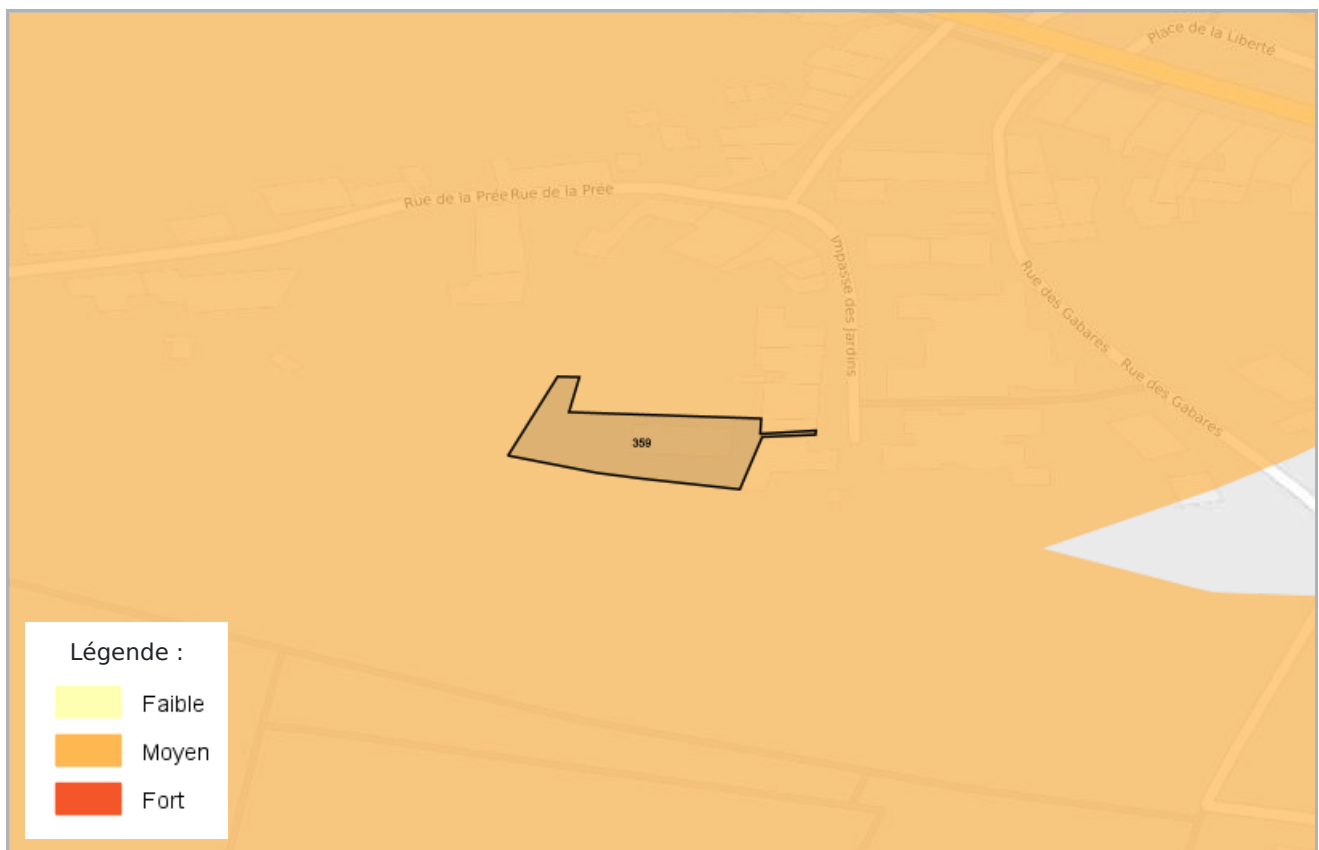 Place de la Liberté
Rue de la Prée Rue de la Prée
Impasse des Jardins
Rue des Gabares
Rue des Gabares
359
Légende :
Faible
Moyen
Fort